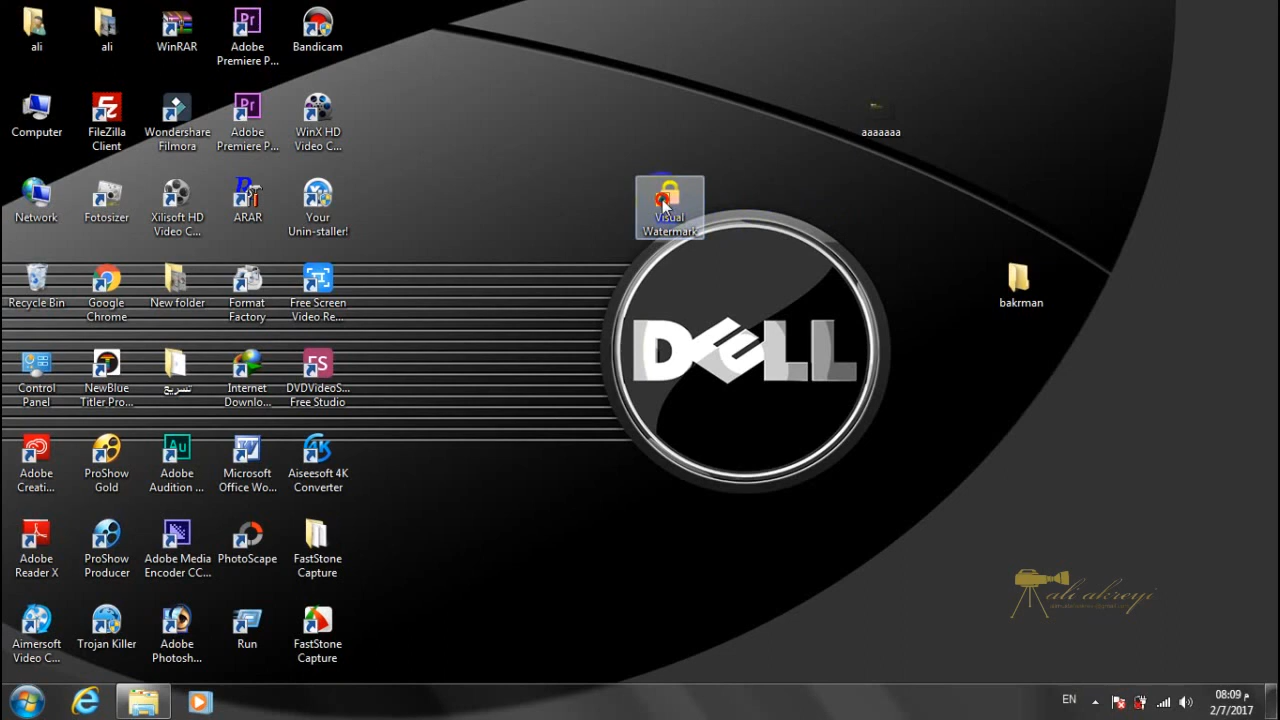 ali
ali
WinRAR
Adobe
Premiere P...
Bandicam
Computer
FileZilla
Client
Wondershare
Filmora
Adobe
Premiere P...
WinX HD
Video C...
aaaaaaa
Network
Fotosizer
Xilisoft HD
Video C...
ARAR
Your
Unin-staller!
Visual
Watermark
Recycle Bin
Google
Chrome
New folder
Format
Factory
Free Screen
Video Re...
bakrman
DELL
Control
Panel
NewBlue
Titler Pro...
تسريع
Internet
Downlo...
DVDVideoS...
Free Studio
Adobe
Creati...
ProShow
Gold
Adobe
Audition ...
Microsoft
Office Wo...
Aiseesoft 4K
Converter
Adobe
Reader X
ProShow
Producer
Adobe Media
Encoder CC...
PhotoScape
FastStone
Capture
ali akreyi
Aimersoft
Video C...
Trojan Killer
Adobe
Photosh...
Run
FastStone
Capture
EN
08:09 م
2/7/2017